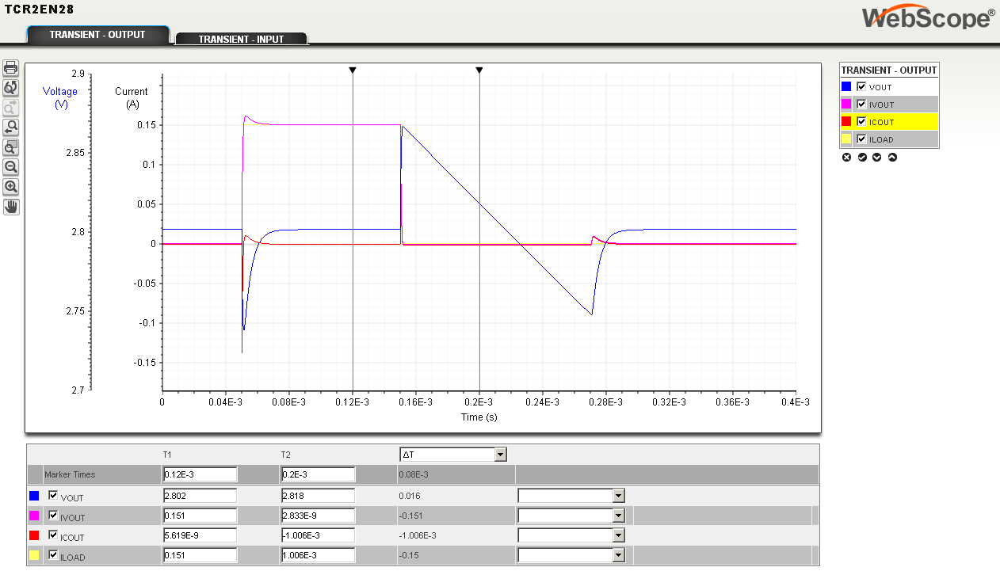 TCR2EN28
WebScope®
TRANSIENT - OUTPUT
TRANSIENT - INPUT
2.9
Voltage
(V)
2.85
2.8
2.75
2.7
Current
(A)
0.15
0.1
0.05
0
-0.05
-0.1
-0.15
0 0.04E-3 0.08E-3 0.12E-3 0.16E-3 0.2E-3 0.24E-3 0.28E-3 0.32E-3 0.36E-3 0.4E-3
Time (s)
TRANSIENT - OUTPUT
VOUT
IVOUT
ICOUT
ILOAD
T1 T2 ΔT
Marker Times 0.12E-3 0.2E-3 0.08E-3
VOUT 2.802 2.818 0.016
IVOUT 0.151 2.833E-9 -0.151
ICOUT 5.619E-9 -1.006E-3 -1.006E-3
ILOAD 0.151 1.006E-3 -0.15